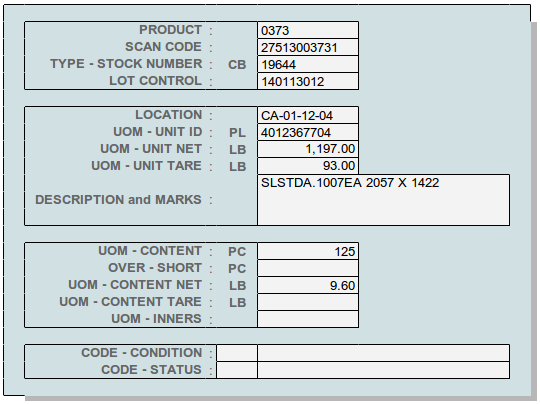 PRODUCT : 0373
SCAN CODE : 27513003731
TYPE - STOCK NUMBER : CB 19644
LOT CONTROL : 140113012
LOCATION : CA-01-12-04
UOM - UNIT ID : PL 4012367704
UOM - UNIT NET : LB 1,197.00
UOM - UNIT TARE : LB 93.00
DESCRIPTION and MARKS : SLSTDA.1007EA 2057 X 1422
UOM - CONTENT : PC 125
OVER - SHORT : PC
UOM - CONTENT NET : LB 9.60
UOM - CONTENT TARE : LB
UOM - INNERS :
CODE - CONDITION :
CODE - STATUS :